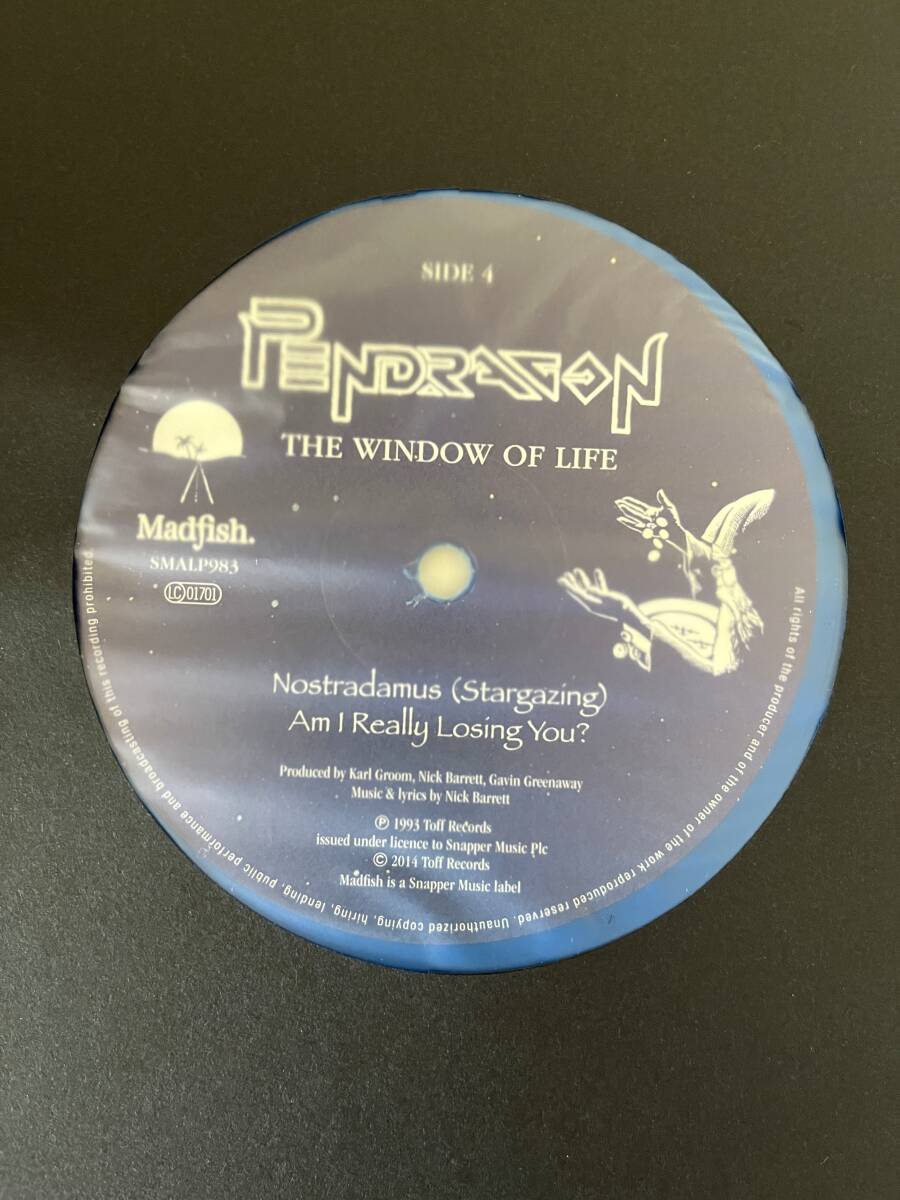 SIDE 4
PENDRAGON
THE WINDOW OF LIFE
Madfish.
SMALP983
LC 01701
Nostradamus (Stargazing)
Am I Really Losing You?
Produced by Karl Groom, Nick Barrett, Gavin Greenaway
Music & lyrics by Nick Barrett
℗ 1993 Toff Records
issued under licence to Snapper Music Plc
© 2014 Toff Records
Madfish is a Snapper Music label
All rights of the producer and of the owner of the work reproduced reserved. Unauthorized copying, hiring, lending, public performance and broadcasting of this recording prohibited.